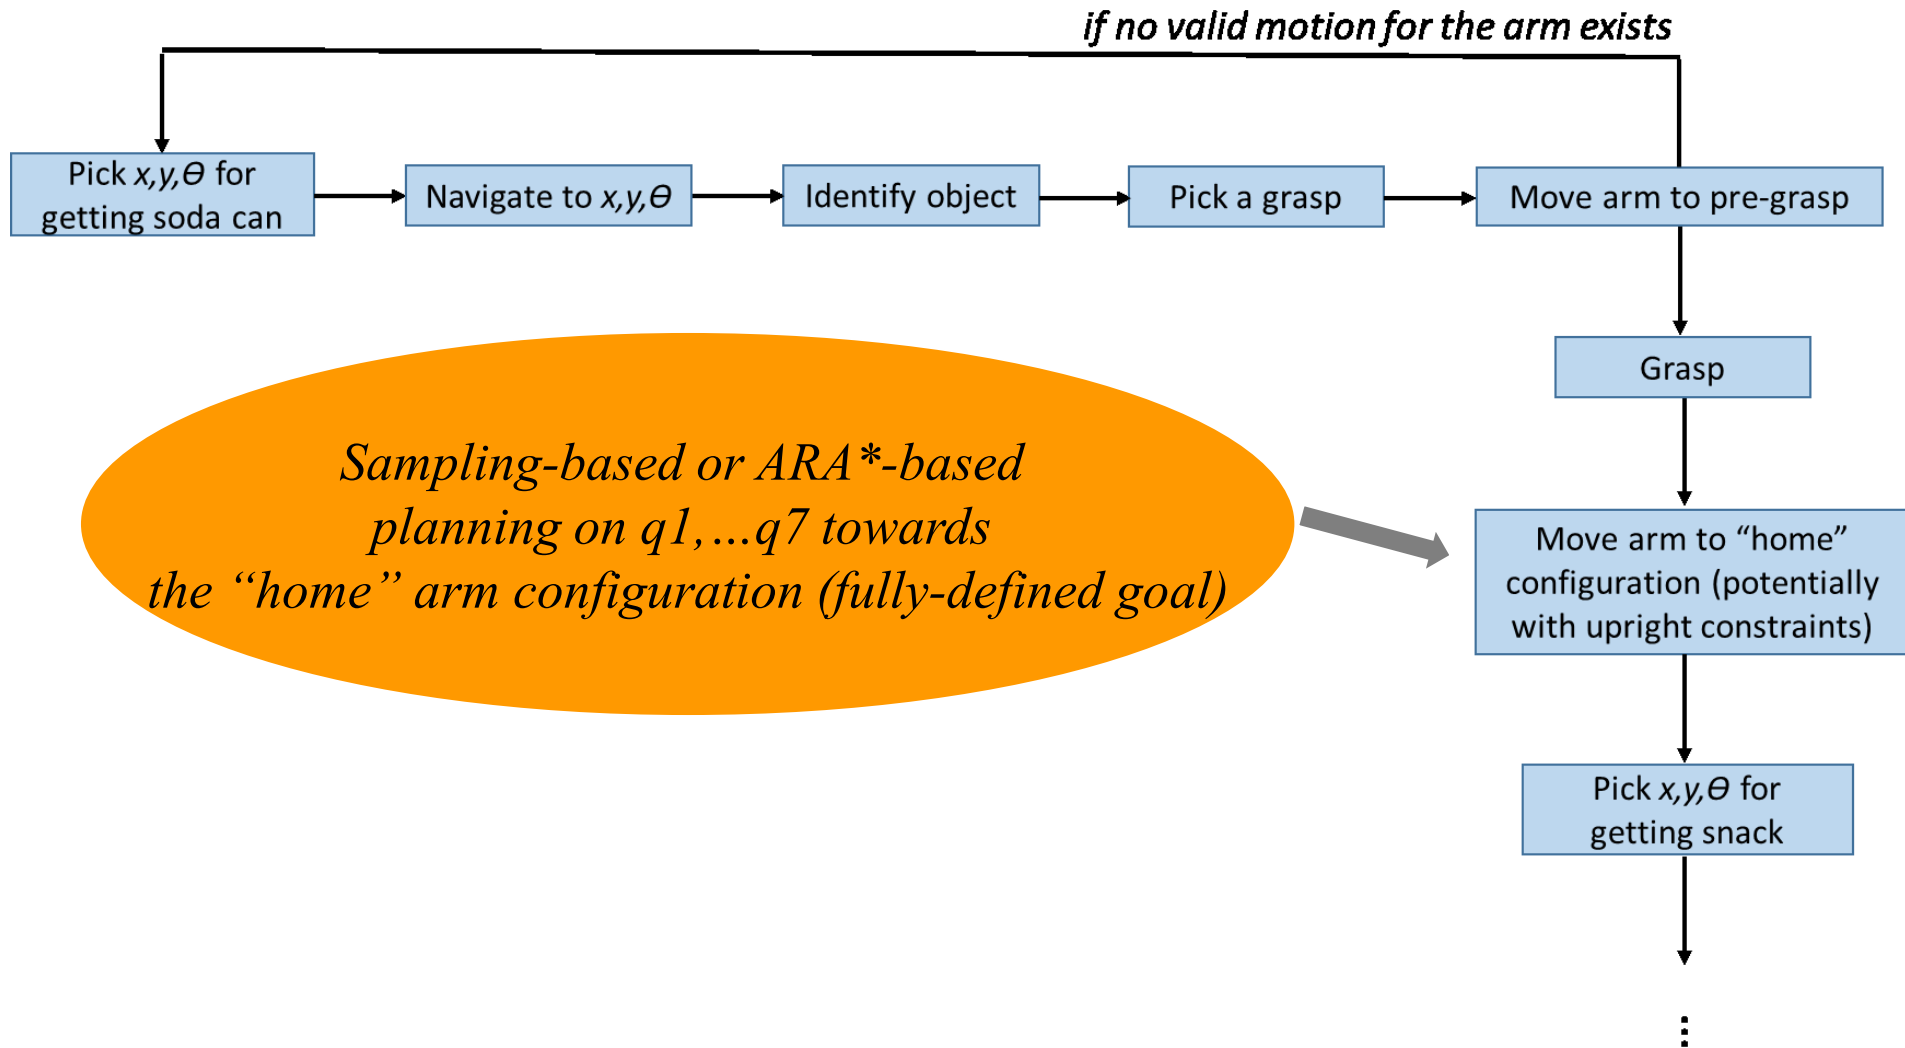 if no valid motion for the arm exists
Pick x,y,Θ for
getting soda can
Navigate to x,y,Θ
Identify object
Pick a grasp
Move arm to pre-grasp
Grasp
Sampling-based or ARA*-based
planning on q1,…q7 towards
the “home” arm configuration (fully-defined goal)
Move arm to “home”
configuration (potentially
with upright constraints)
Pick x,y,Θ for
getting snack
⋮